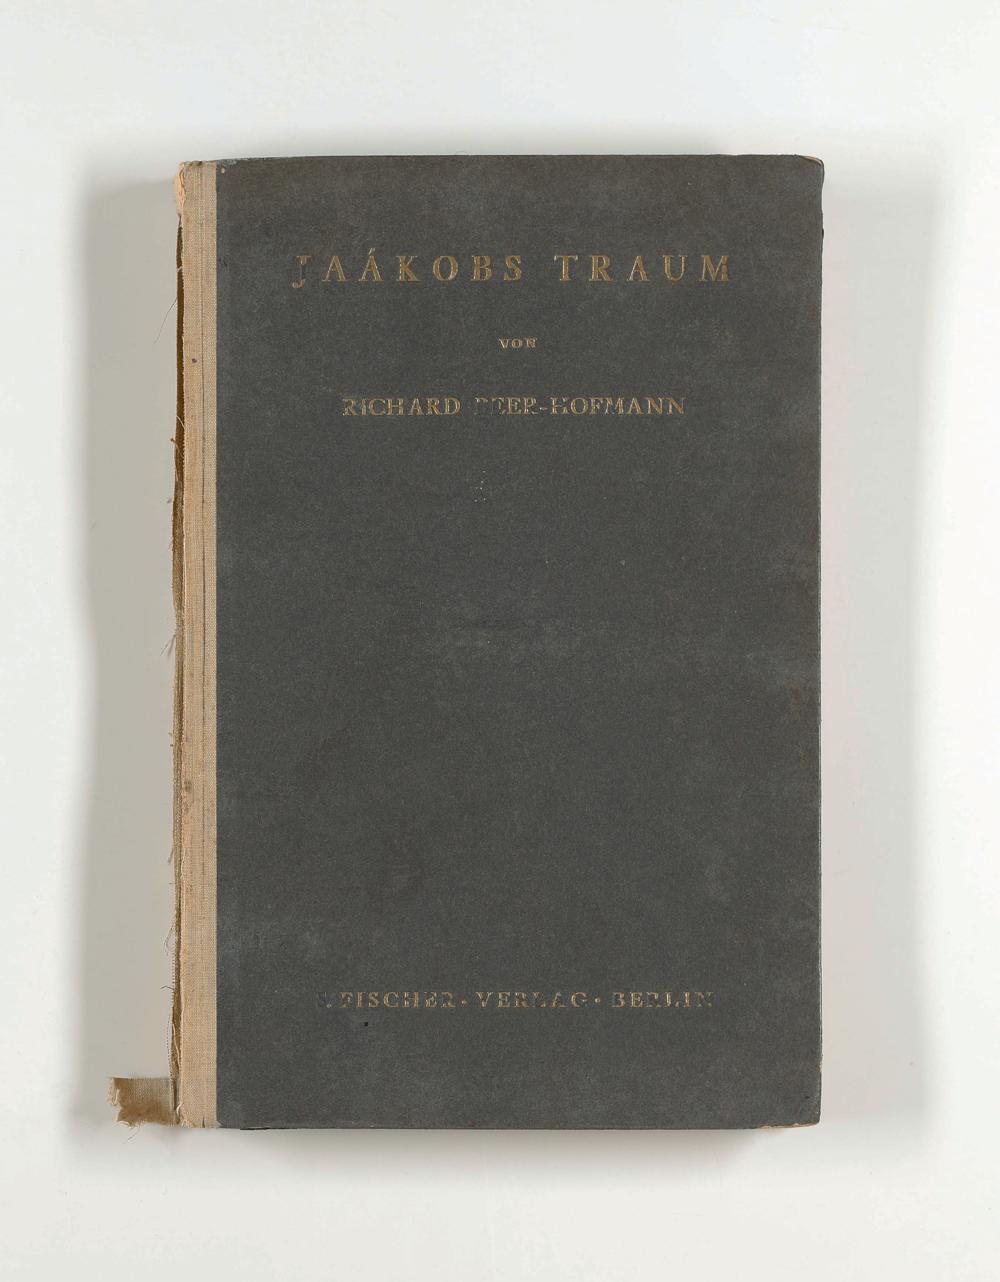 JAÁKOBS TRAUM
VON
RICHARD BEER-HOFMANN
S. FISCHER · VERLAG · BERLIN